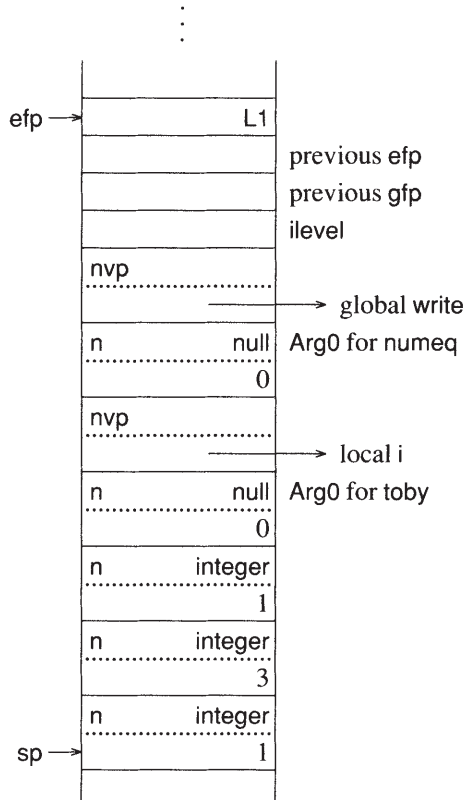 efp L1
previous efp
previous gfp
ilevel
nvp
global write
n null Arg0 for numeq
0
nvp
local i
n null Arg0 for toby
0
n integer
1
n integer
3
n integer
sp 1